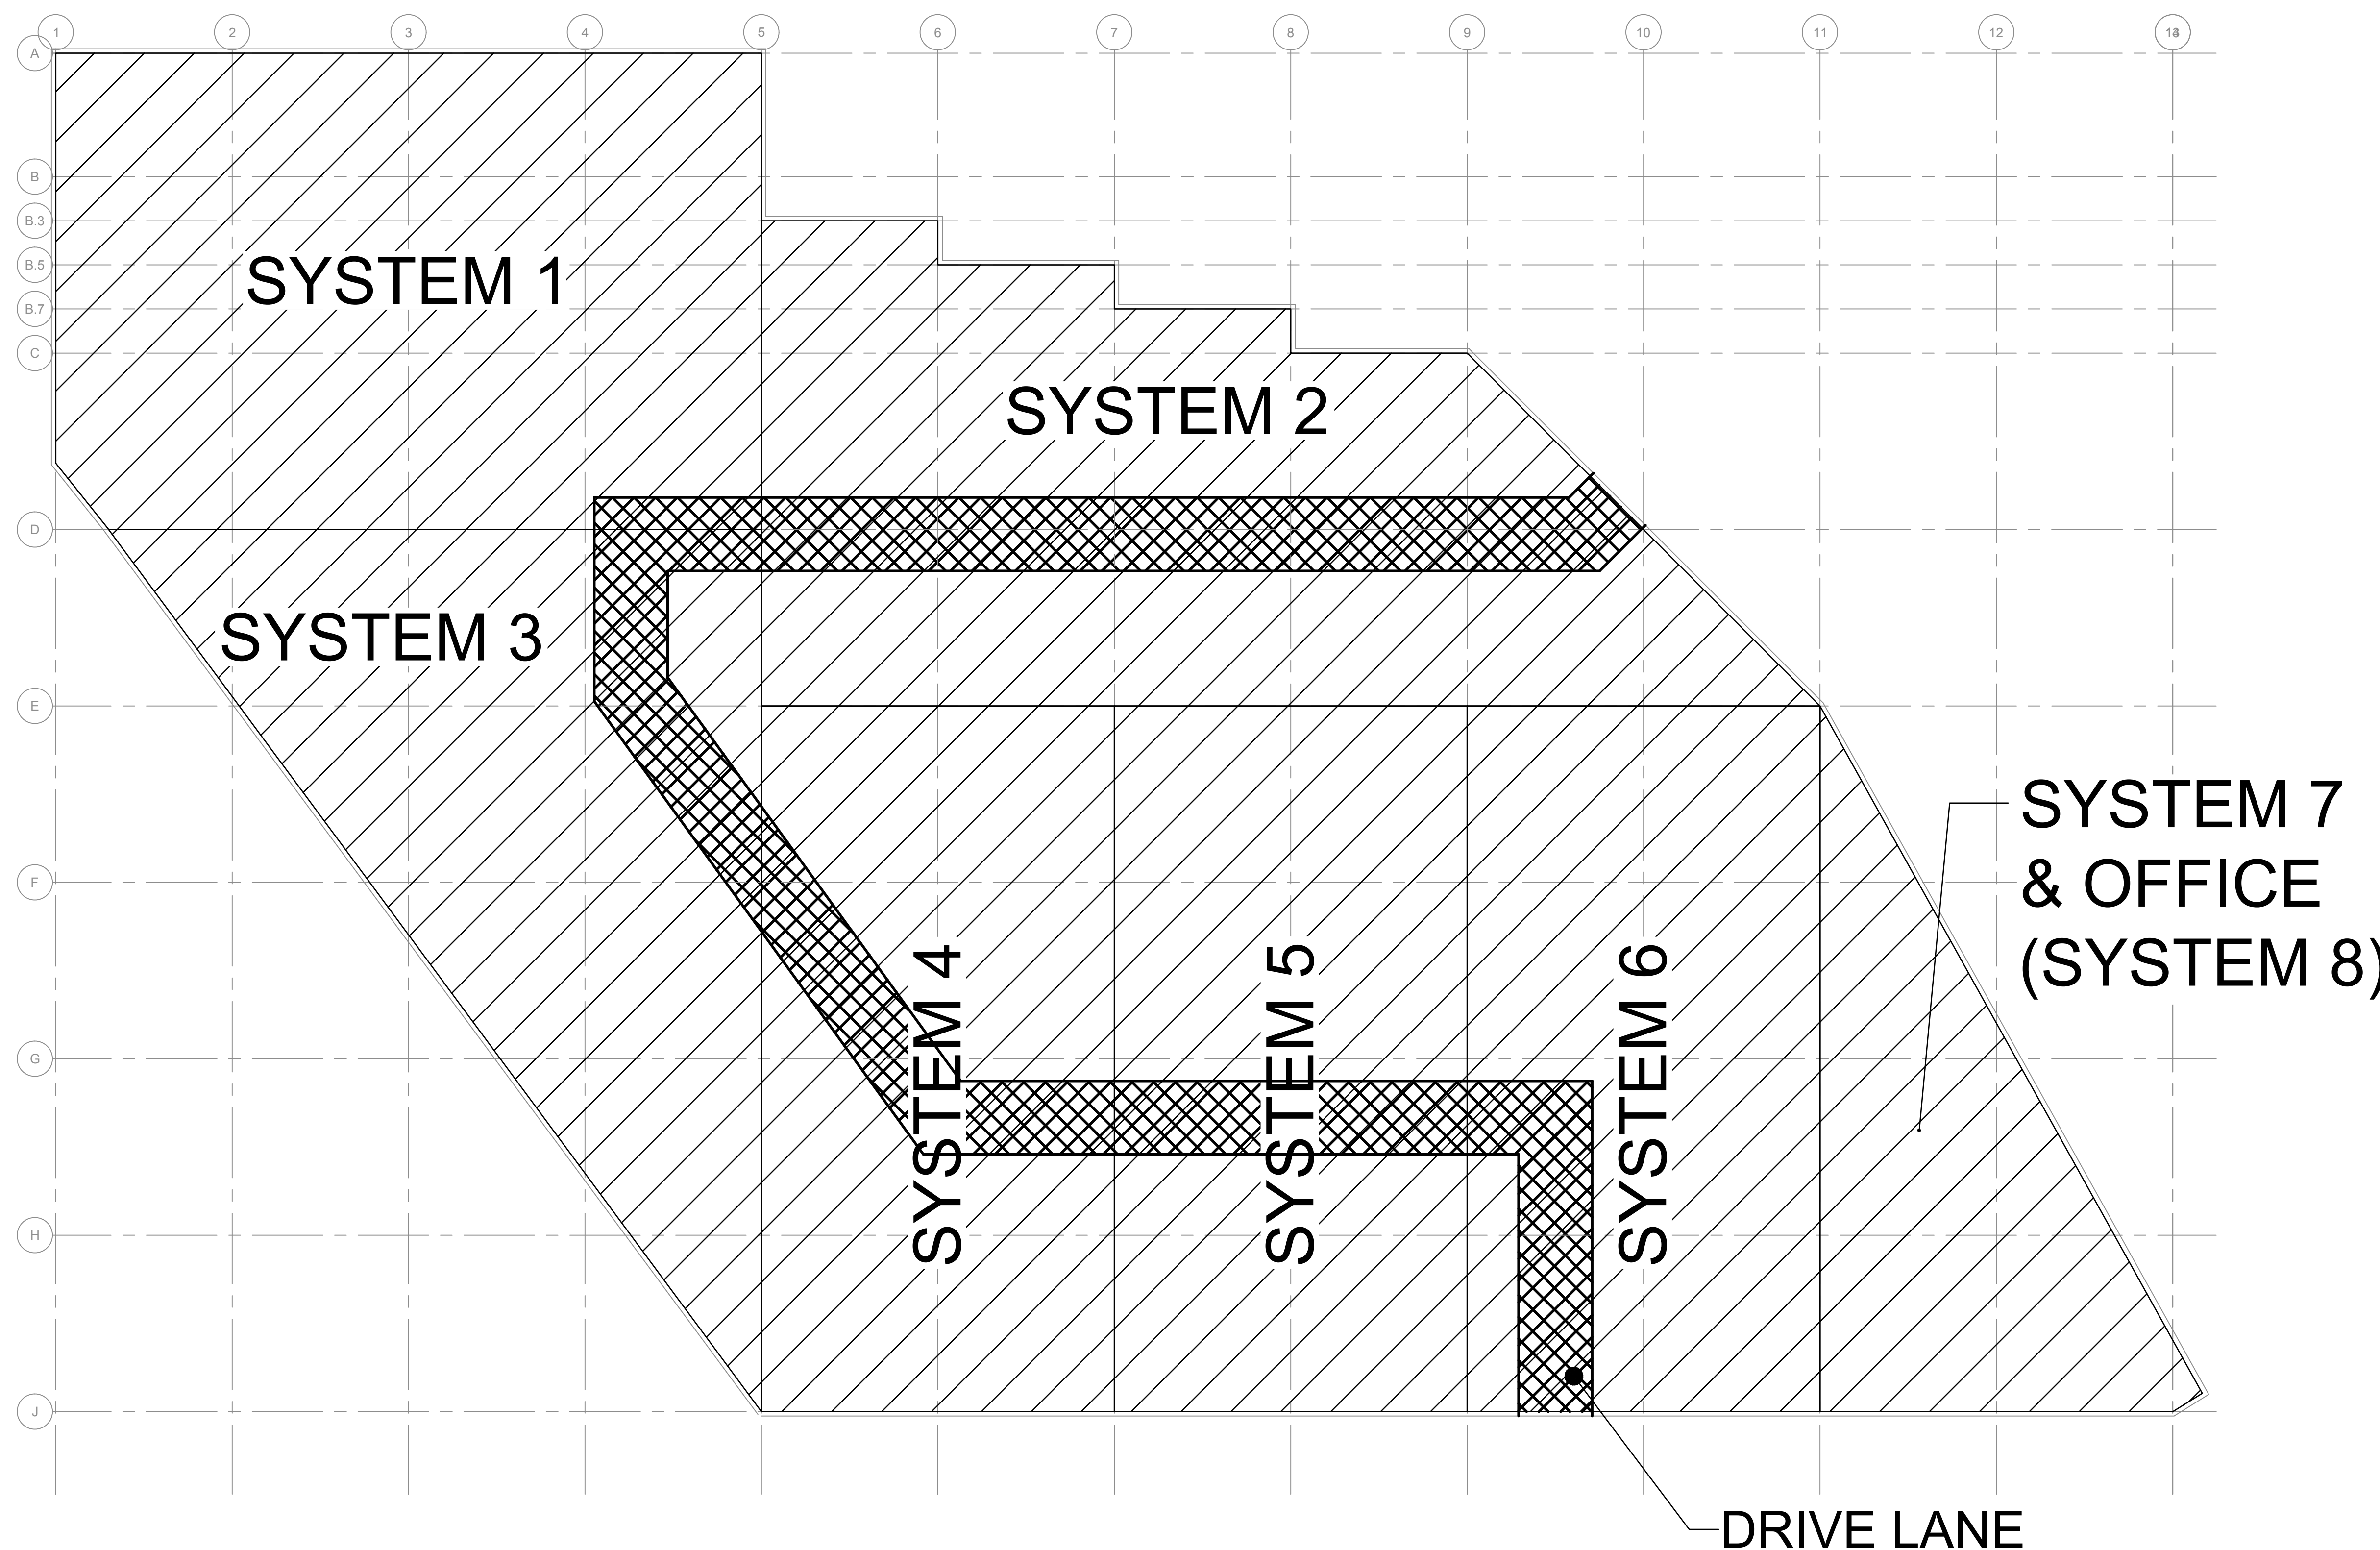 1 2 3 4 5 6 7 8 9 10 11 12
A
B
B.3
B.5
B.7
C
D
E
F
G
H
J
SYSTEM 1
SYSTEM 2
SYSTEM 3
SYSTEM 4
SYSTEM 5
SYSTEM 6
SYSTEM 7
& OFFICE
(SYSTEM 8)
DRIVE LANE